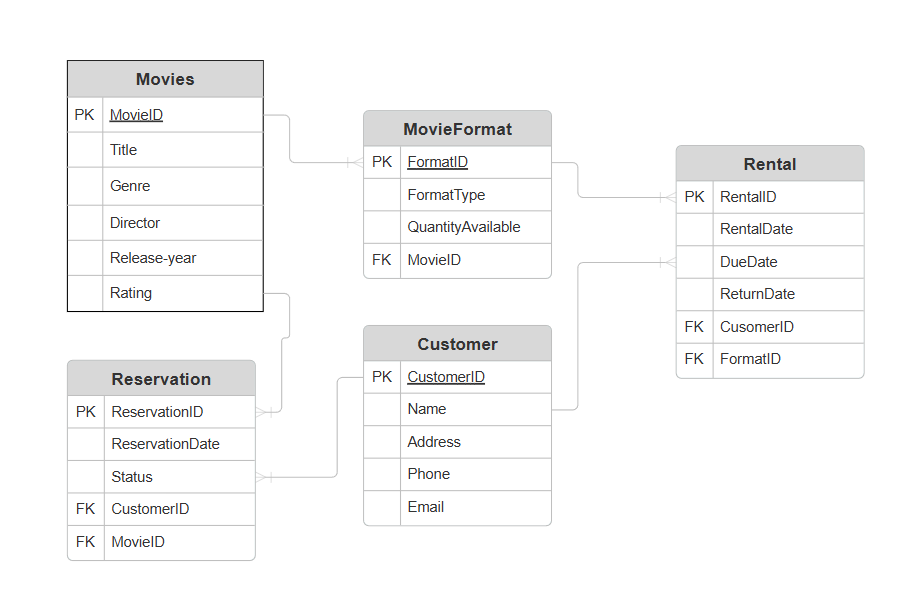 Movies
PK MovieID
Title
Genre
Director
Release-year
Rating
MovieFormat
PK FormatID
FormatType
QuantityAvailable
FK MovieID
Rental
PK RentalID
RentalDate
DueDate
ReturnDate
FK CusomerID
FK FormatID
Customer
PK CustomerID
Name
Address
Phone
Email
Reservation
PK ReservationID
ReservationDate
Status
FK CustomerID
FK MovieID